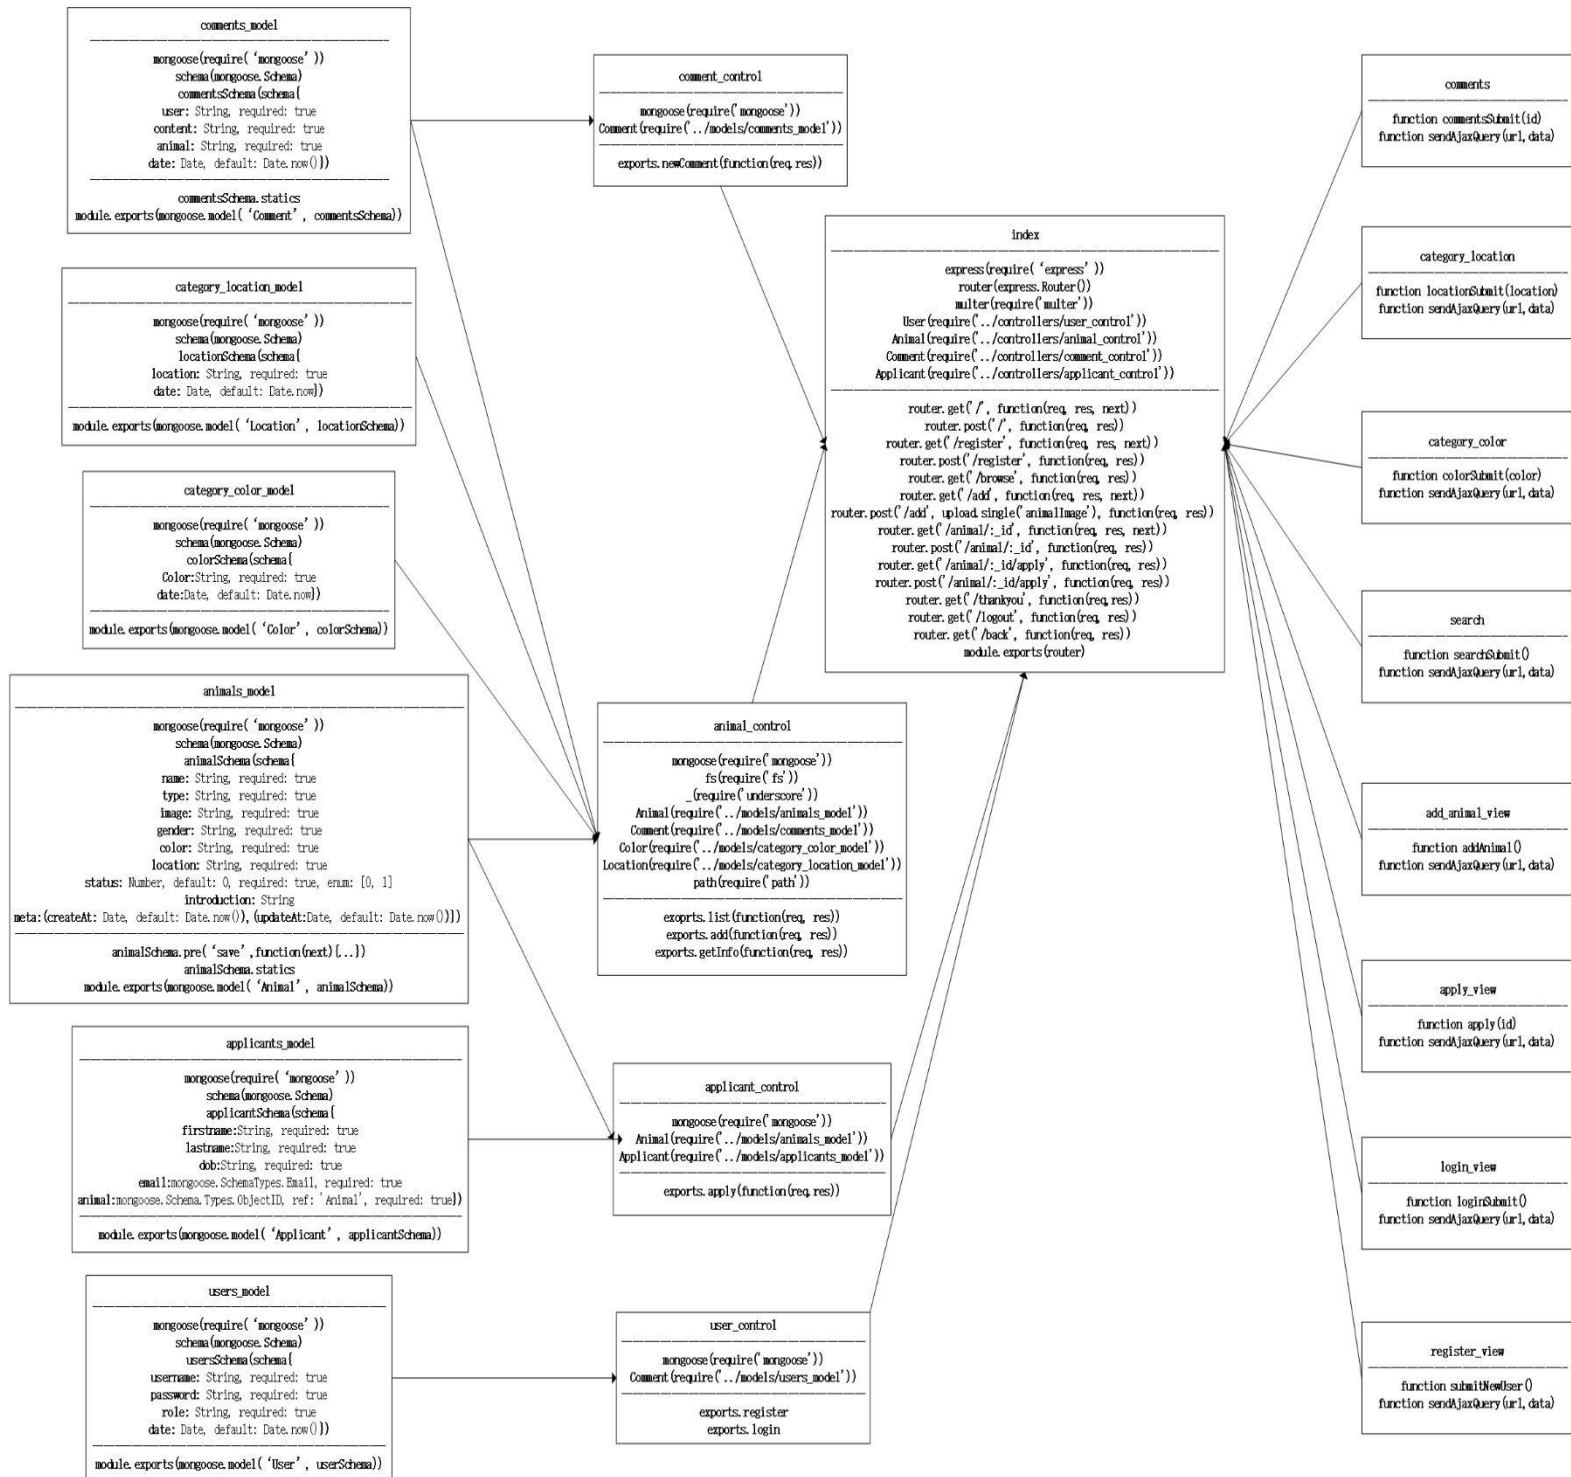 comments_model
mongoose(require( ‘mongoose’ ))
schema(mongoose.Schema)
commentsSchema(schema{
user: String, required: true
content: String, required: true
animal: String, required: true
date: Date, default: Date.now()})
commentsSchema.statics
module.exports(mongoose.model( ‘Comment’ , commentsSchema))
category_location_model
mongoose(require( ‘mongoose’ ))
schema(mongoose.Schema)
locationSchema(schema{
location: String, required: true
date: Date, default: Date.now})
module.exports(mongoose.model( ‘Location’ , locationSchema))
category_color_model
mongoose(require( ‘mongoose’ ))
schema(mongoose.Schema)
colorSchema(schema{
Color:String, required: true
date:Date, default: Date.now})
module.exports(mongoose.model( ‘Color’ , colorSchema))
animals_model
mongoose(require( ‘mongoose’ ))
schema(mongoose.Schema)
animalSchema(schema{
name: String, required: true
type: String, required: true
image: String, required: true
gender: String, required: true
color: String, required: true
location: String, required: true
status: Number, default: 0, required: true, enum: [0, 1]
introduction: String
meta:(createAt: Date, default: Date.now()),(updateAt:Date, default: Date.now()})
animalSchema.pre( ‘save’ ,function(next){...})
animalSchema.statics
module.exports(mongoose.model( ‘Animal’ , animalSchema))
applicants_model
mongoose(require( ‘mongoose’ ))
schema(mongoose.Schema)
applicantSchema(schema{
firstname:String, required: true
lastname:String, required: true
dob:String, required: true
email:mongoose.SchemaTypes.Email, required: true
animal:mongoose.Schema.Types.ObjectID, ref: 'Animal', required: true})
module.exports(mongoose.model( ‘Applicant’ , applicantSchema))
users_model
mongoose(require( ‘mongoose’ ))
schema(mongoose.Schema)
usersSchema(schema{
username: String, required: true
password: String, required: true
role: String, required: true
date: Date, default: Date.now()})
module.exports(mongoose.model( ‘User’ , userSchema))
comment_control
mongoose(require('mongoose'))
Comment(require('../models/comments_model'))
exports.newComment(function(req,res))
animal_control
mongoose(require('mongoose'))
fs(require('fs'))
_(require('underscore'))
Animal(require('../models/animals_model'))
Comment(require('../models/comments_model'))
Color(require('../models/category_color_model'))
Location(require('../models/category_location_model'))
path(require('path'))
exoprts.list(function(req, res))
exports.add(function(req, res))
exports.getInfo(function(req, res))
applicant_control
mongoose(require('mongoose'))
Animal(require('../models/animals_model'))
Applicant(require('../models/applicants_model'))
exports.apply(function(req,res))
user_control
mongoose(require('mongoose'))
Comment(require('../models/users_model'))
exports.register
exports.login
index
express(require( ‘express’ ))
router(express.Router())
multer(require('multer'))
User(require('../controllers/user_control'))
Animal(require('../controllers/animal_control'))
Comment(require('../controllers/comment_control'))
Applicant(require('../controllers/applicant_control'))
router.get('/', function(req, res, next))
router.post('/', function(req, res))
router.get('/register', function(req, res, next))
router.post('/register', function(req, res))
router.get('/browse', function(req, res))
router.get('/add', function(req, res, next))
router.post('/add', upload.single('animalImage'), function(req, res))
router.get('/animal/:_id', function(req, res, next))
router.post('/animal/:_id', function(req, res))
router.get('/animal/:_id/apply', function(req, res))
router.post('/animal/:_id/apply', function(req, res))
router.get('/thankyou', function(req,res))
router.get('/logout', function(req, res))
router.get('/back', function(req, res))
module.exports(router)
comments
function commentsSubmit(id)
function sendAjaxQuery(url,data)
category_location
function locationSubmit(location)
function sendAjaxQuery(url,data)
category_color
function colorSubmit(color)
function sendAjaxQuery(url,data)
search
function searchSubmit()
function sendAjaxQuery(url,data)
add_animal_view
function addAnimal()
function sendAjaxQuery(url,data)
apply_view
function apply(id)
function sendAjaxQuery(url,data)
login_view
function loginSubmit()
function sendAjaxQuery(url,data)
register_view
function submitNewUser()
function sendAjaxQuery(url,data)